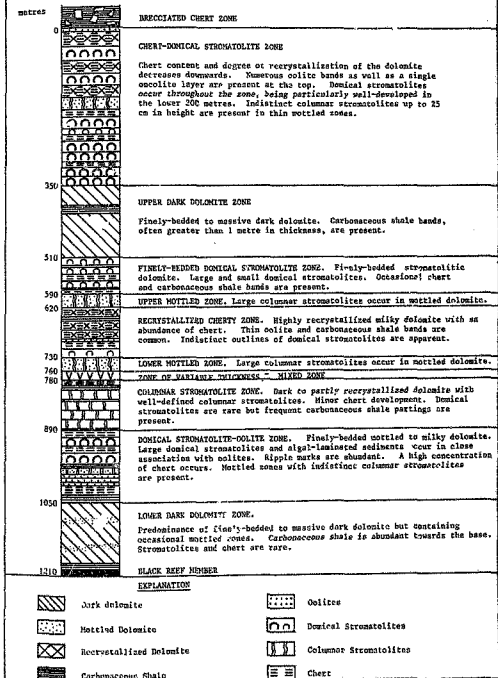 metres
BRECCIATED CHERT ZONE
0
CHERT-DOMICAL STROMATOLITE ZONE
Chert content and degree of recrystallization of the dolomite
decreases downwards. Numerous oolite bands as well as a single
oncolite layer are present at the top. Domical stromatolites
occur throughout the zone, being particularly well-developed in
the lower 200 metres. Indistinct columnar stromatolites up to 25
cm in height are present in thin mottled zones.
350
UPPER DARK DOLOMITE ZONE
Finely-bedded to massive dark dolomite. Carbonaceous shale bands,
often greater than 1 metre in thickness, are present.
510
FINELY-BEDDED DOMICAL STROMATOLITE ZONE. Finely-bedded stromatolitic
dolomite. Large and small domical stromatolites. Occasional chert
and carbonaceous shale bands are present.
590
UPPER MOTTLED ZONE. Large columnar stromatolites occur in mottled dolomite.
620
RECRYSTALLIZED CHERTY ZONE. Highly recrystallized milky dolomite with an
abundance of chert. Thin oolite and carbonaceous shale bands are
common. Indistinct outlines of domical stromatolites are apparent.
730
LOWER MOTTLED ZONE. Large columnar stromatolites occur in mottled dolomite.
760
ZONE OF VARIABLE THICKNESS - MIXED ZONE
780
COLUMNAR STROMATOLITE ZONE. Dark to partly recrystallized dolomite with
well-defined columnar stromatolites. Minor chert development. Domical
stromatolites are rare but frequent carbonaceous shale partings are
present.
890
DOMICAL STROMATOLITE-OOLITE ZONE. Finely-bedded mottled to milky dolomite.
Large domical stromatolites and algal-laminated sediments occur in close
association with oolites. Ripple marks are abundant. A high concentration
of chert occurs. Mottled zones with indistinct columnar stromatolites
are present.
1050
LOWER DARK DOLOMITE ZONE.
Predominance of finely-bedded to massive dark dolomite but containing
occasional mottled zones. Carbonaceous shale is abundant towards the base.
Stromatolites and chert are rare.
1210
BLACK REEF MEMBER
EXPLANATION
Dark dolomite
Oolites
Mottled Dolomite
Domical Stromatolites
Recrystallized Dolomite
Columnar Stromatolites
Carbonaceous Shale
Chert